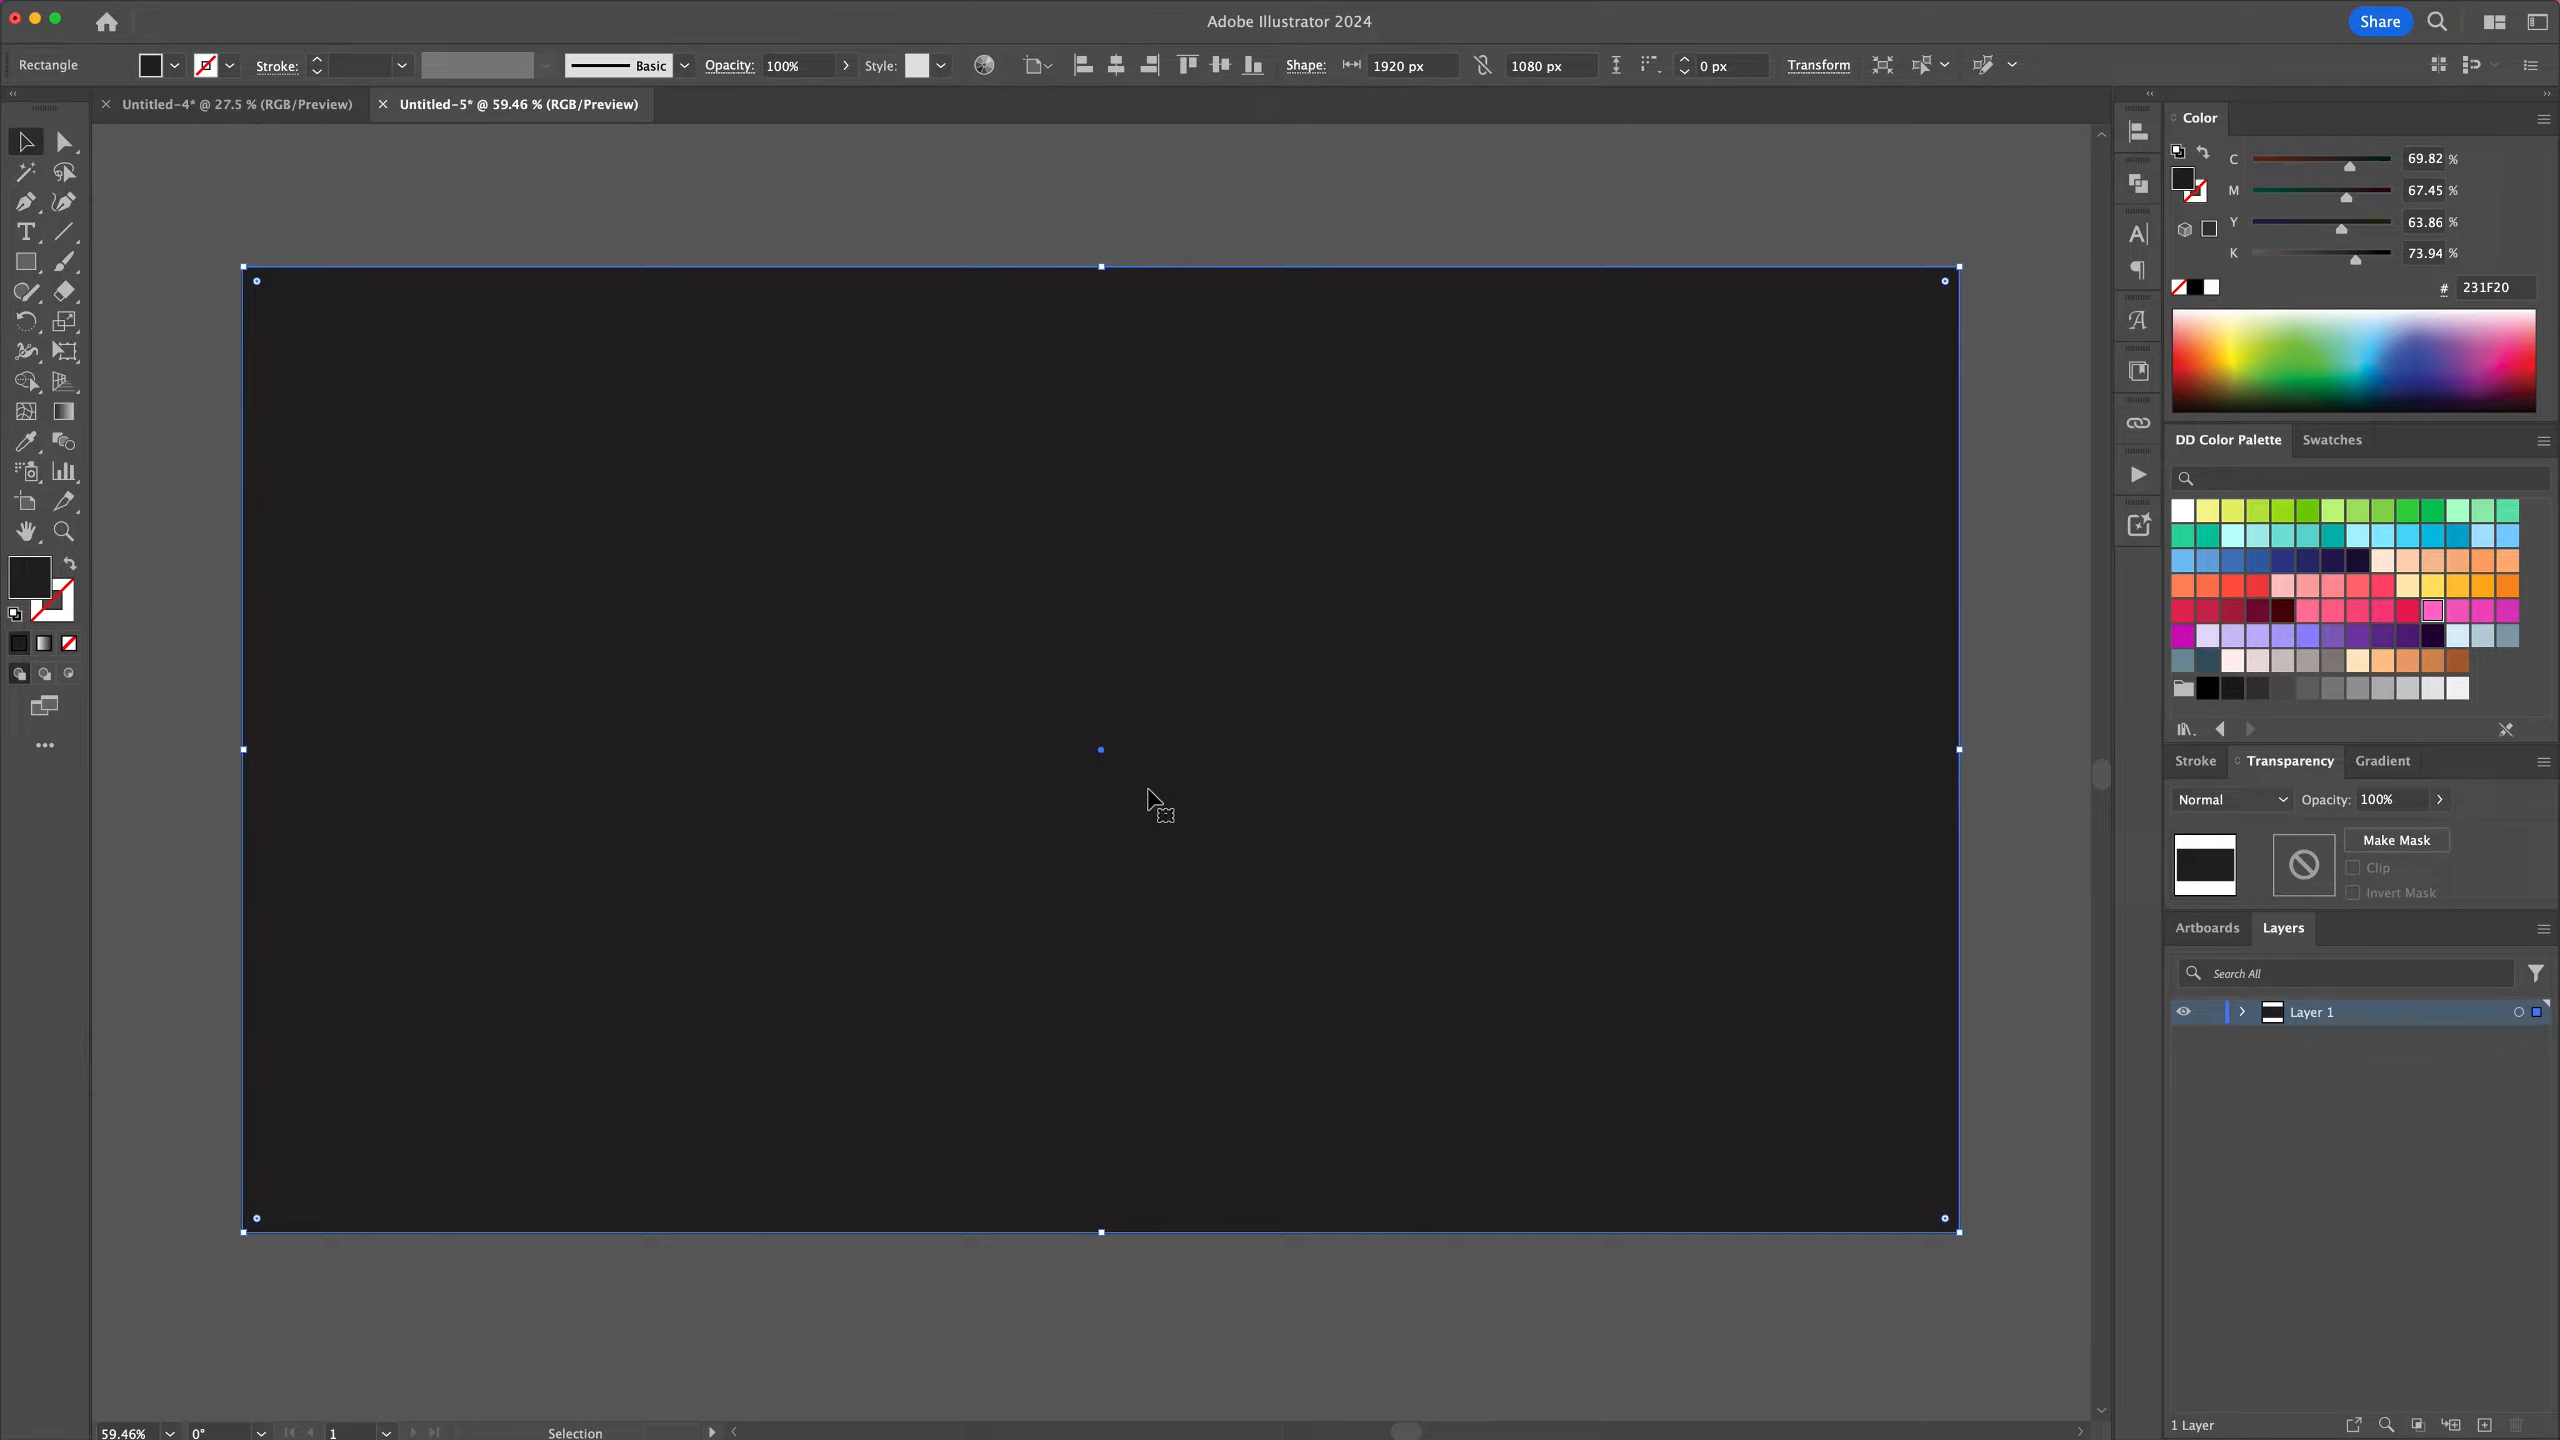 Adobe Illustrator 2024
Share
Rectangle
Stroke:
Basic
Opacity: 100%
Style:
Shape:
1920 px
1080 px
0 px
Transform
Untitled-4* @ 27.5 % (RGB/Preview)
Untitled-5* @ 59.46 % (RGB/Preview)
Color
C 69.82 %
M 67.45 %
Y 63.86 %
K 73.94 %
# 231F20
DD Color Palette
Swatches
Stroke
Transparency
Gradient
Normal
Opacity: 100%
Make Mask
Clip
Invert Mask
Artboards
Layers
Search All
Layer 1
1 Layer
59.46%
0°
1
Selection